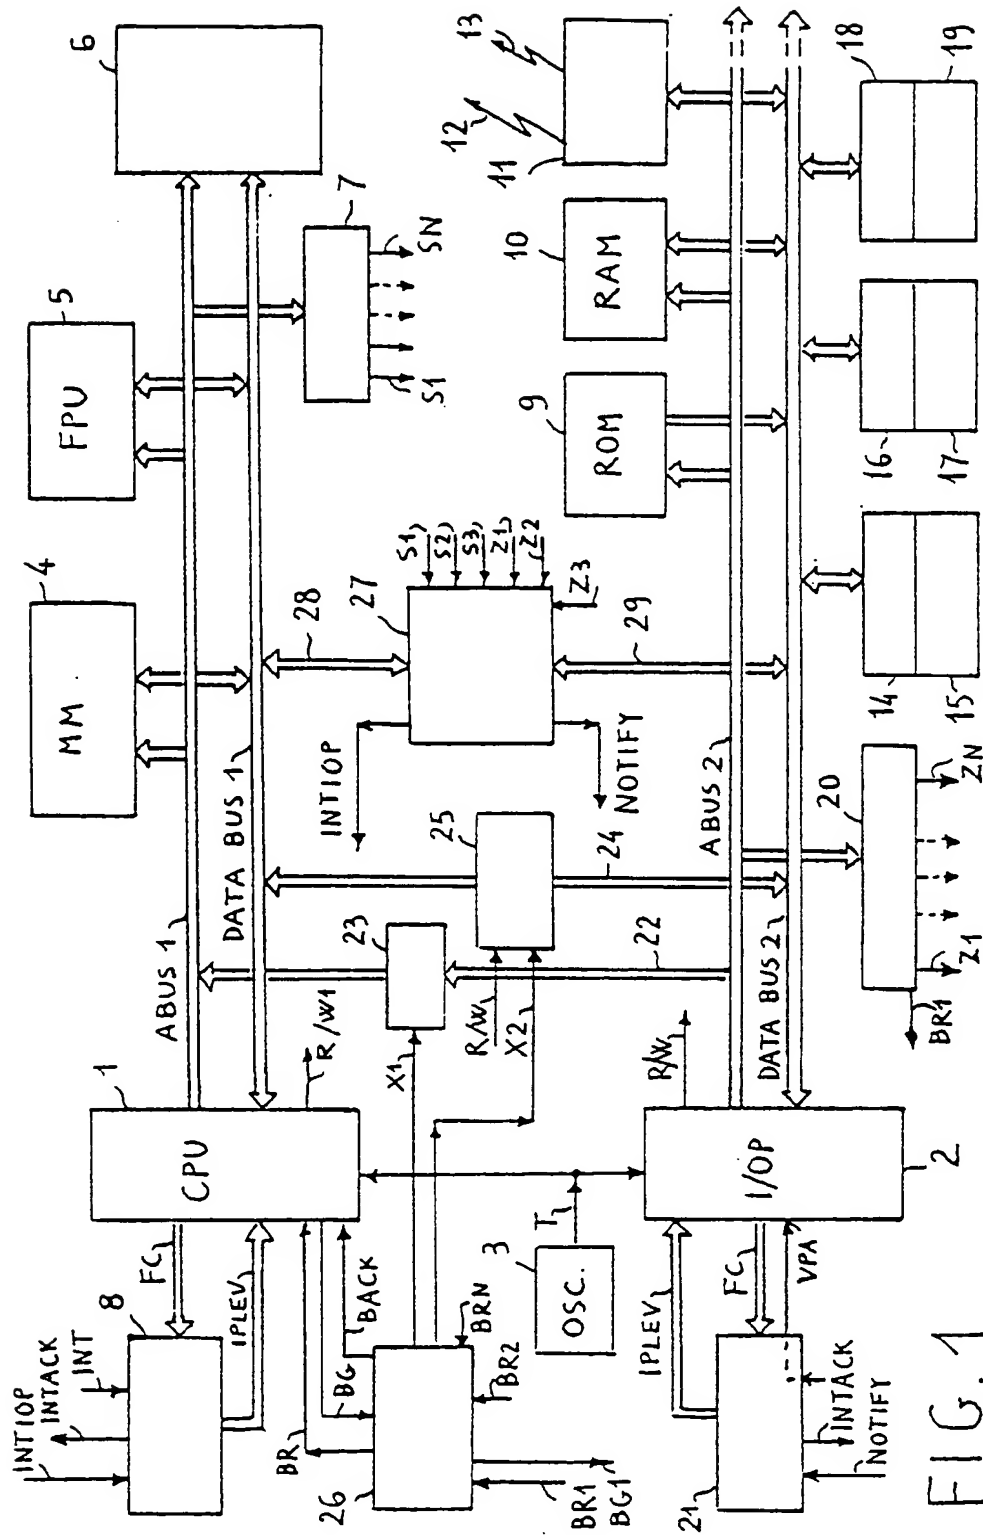 6
5
FPU
4
MM
7
SN
S1
ABUS 1
DATA BUS 1
1
CPU
R/W1
FC
8
IPLEV
INT
INTACK
INTIOP
13
12
11
10
RAM
9
ROM
S1
S2
S3
Z1
Z2
Z3
27
28
29
INTIOP
NOTIFY
25
24
23
22
R/W
X2
X1
BACK
BG
BR
BRN
BR2
26
BR1
BG1
3
OSC.
T
ABUS 2
DATA BUS 2
R/W
I/OP
2
IPLEV
FC
VPA
21
INTACK
NOTIFY
18
19
16
17
14
15
20
ZN
Z1
BR1
FIG. 1